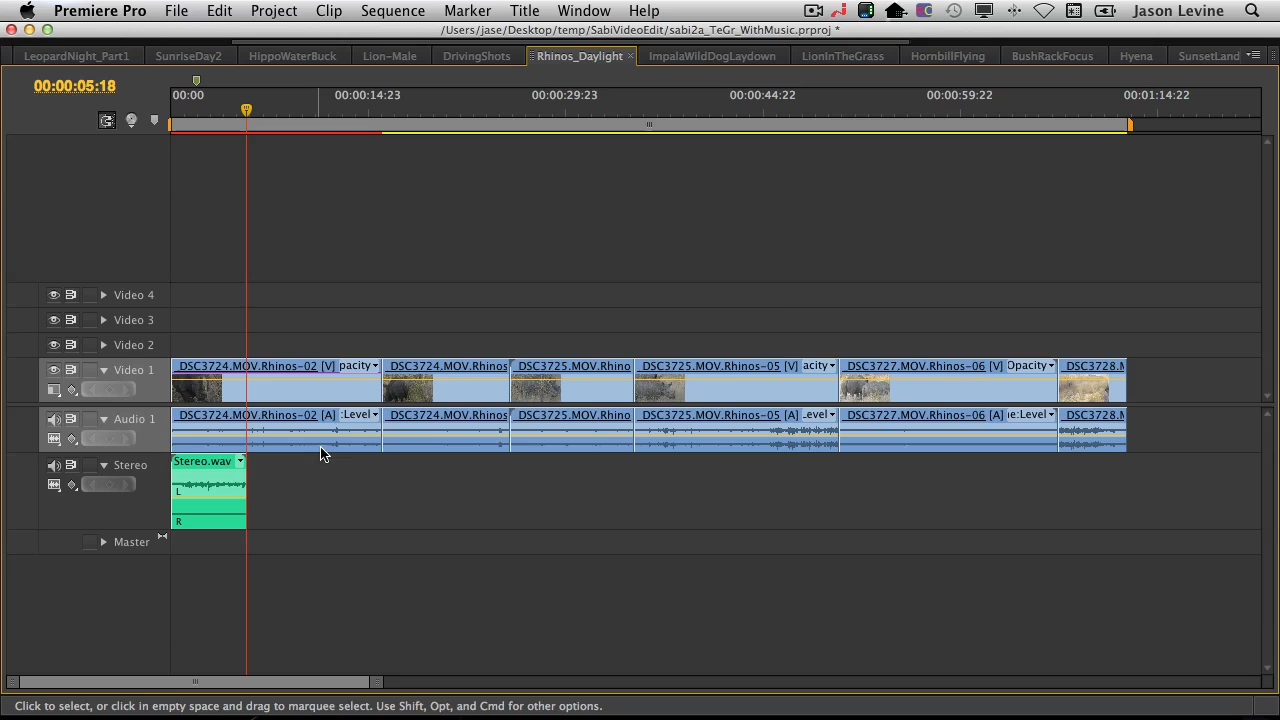 Premiere Pro File Edit Project Clip Sequence Marker Title Window Help Jason Levine
/Users/jase/Desktop/temp/SabiVideoEdit/sabi2a_TeGr_WithMusic.prproj *
LeopardNight_Part1 SunriseDay2 HippoWaterBuck Lion-Male DrivingShots Rhinos_Daylight ImpalaWildDogLaydown LionInTheGrass HornbillFlying BushRackFocus Hyena SunsetLand
00:00:05:18
00:00 00:00:14:23 00:00:29:23 00:00:44:22 00:00:59:22 00:01:14:22
Video 4
Video 3
Video 2
Video 1 DSC3724.MOV.Rhinos-02 [V] pacity DSC3724.MOV.Rhinos DSC3725.MOV.Rhino DSC3725.MOV.Rhinos-05 [V] acity DSC3727.MOV.Rhinos-06 [V] Opacity DSC3728.M
Audio 1 DSC3724.MOV.Rhinos-02 [A] :Level DSC3724.MOV.Rhinos DSC3725.MOV.Rhino DSC3725.MOV.Rhinos-05 [A] .evel DSC3727.MOV.Rhinos-06 [A] ie:Level DSC3728.M
Stereo Stereo.wav
L
R
Master
Click to select, or click in empty space and drag to marquee select. Use Shift, Opt, and Cmd for other options.